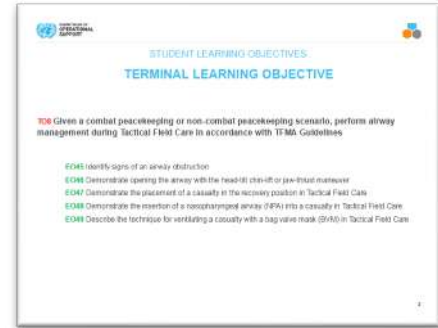 OPERATIONAL
SUPPORT
STUDENT LEARNING OBJECTIVES
TERMINAL LEARNING OBJECTIVE
TO8 Given a combat peacekeeping or non-combat peacekeeping scenario, perform airway
management during Tactical Field Care in accordance with TFMA Guidelines
EO45 Identify signs of an airway obstruction
EO46 Demonstrate opening the airway with the head-tilt chin-lift or jaw-thrust maneuver
EO47 Demonstrate the placement of a casualty in the recovery position in Tactical Field Care
EO48 Demonstrate the insertion of a nasopharyngeal airway (NPA) into a casualty in Tactical Field Care
EO49 Describe the technique for ventilating a casualty with a bag valve mask (BVM) in Tactical Field Care